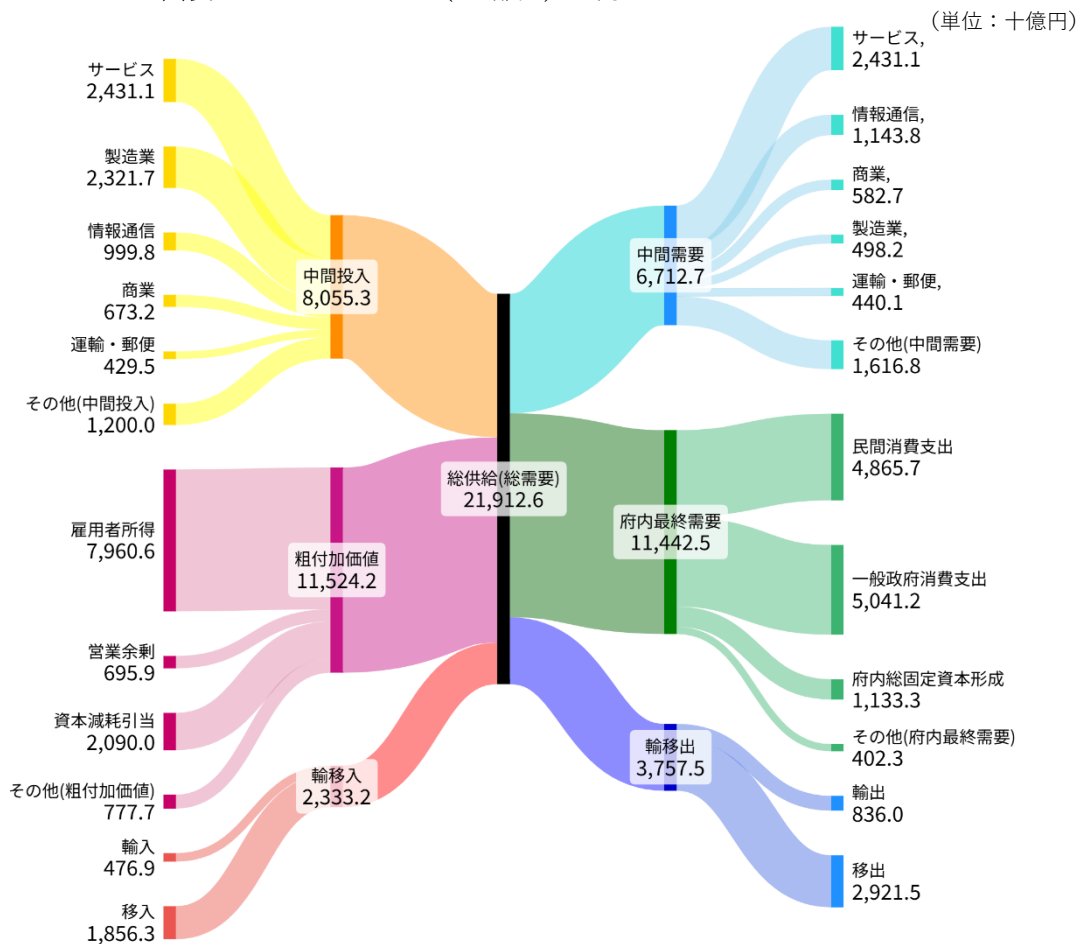 （単位：十億円）
サービス
2,431.1
製造業
2,321.7
情報通信
999.8
商業
673.2
運輸・郵便
429.5
その他(中間投入)
1,200.0
雇用者所得
7,960.6
営業余剰
695.9
資本減耗引当
2,090.0
その他(粗付加価値)
777.7
輸入
476.9
移入
1,856.3
中間投入
8,055.3
粗付加価値
11,524.2
輸移入
2,333.2
総供給(総需要)
21,912.6
中間需要
6,712.7
府内最終需要
11,442.5
輸移出
3,757.5
サービス,
2,431.1
情報通信,
1,143.8
商業,
582.7
製造業,
498.2
運輸・郵便,
440.1
その他(中間需要)
1,616.8
民間消費支出
4,865.7
一般政府消費支出
5,041.2
府内総固定資本形成
1,133.3
その他(府内最終需要)
402.3
輸出
836.0
移出
2,921.5